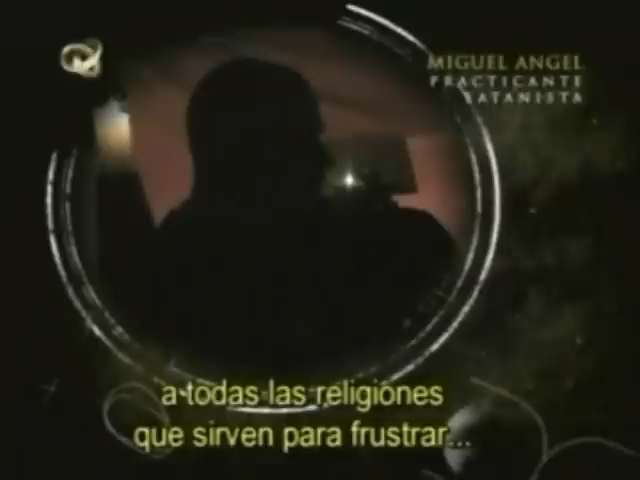 MIGUEL ANGEL
PRACTICANTE
SATANISTA
a todas las religiones
que sirven para frustrar...